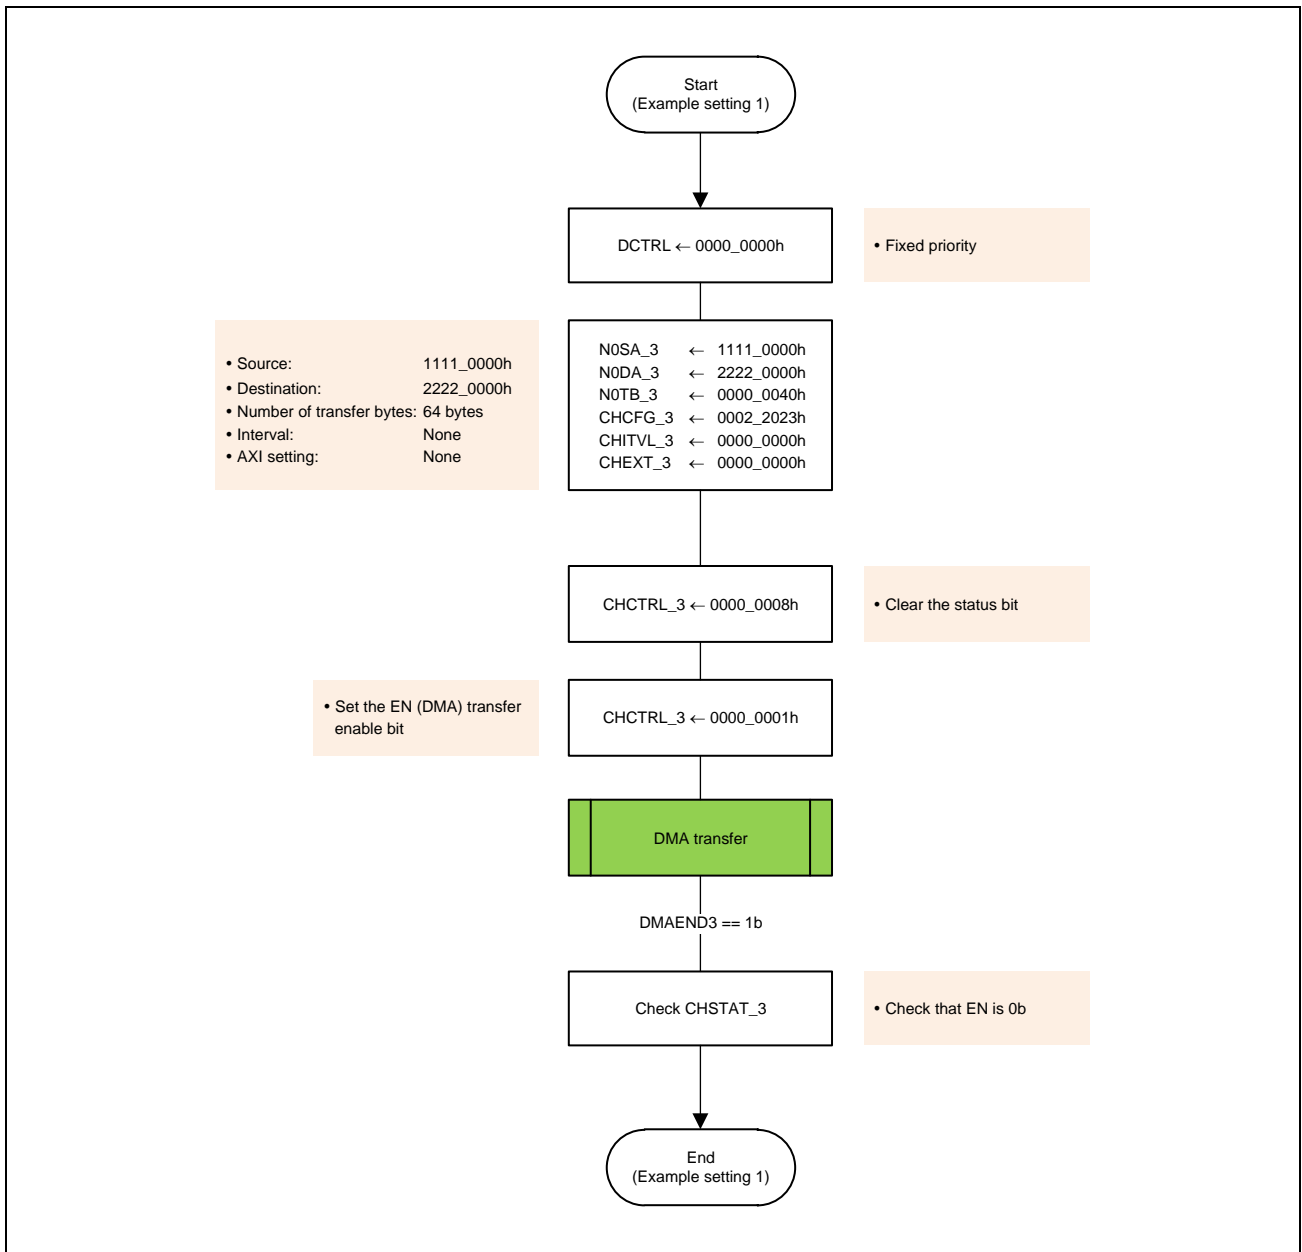 Start
(Example setting 1)
DCTRL ← 0000_0000h
• Fixed priority
• Source: 1111_0000h
• Destination: 2222_0000h
• Number of transfer bytes: 64 bytes
• Interval: None
• AXI setting: None
N0SA_3 ← 1111_0000h
N0DA_3 ← 2222_0000h
N0TB_3 ← 0000_0040h
CHCFG_3 ← 0002_2023h
CHITVL_3 ← 0000_0000h
CHEXT_3 ← 0000_0000h
CHCTRL_3 ← 0000_0008h
• Clear the status bit
• Set the EN (DMA) transfer
enable bit
CHCTRL_3 ← 0000_0001h
DMA transfer
DMAEND3 == 1b
Check CHSTAT_3
• Check that EN is 0b
End
(Example setting 1)